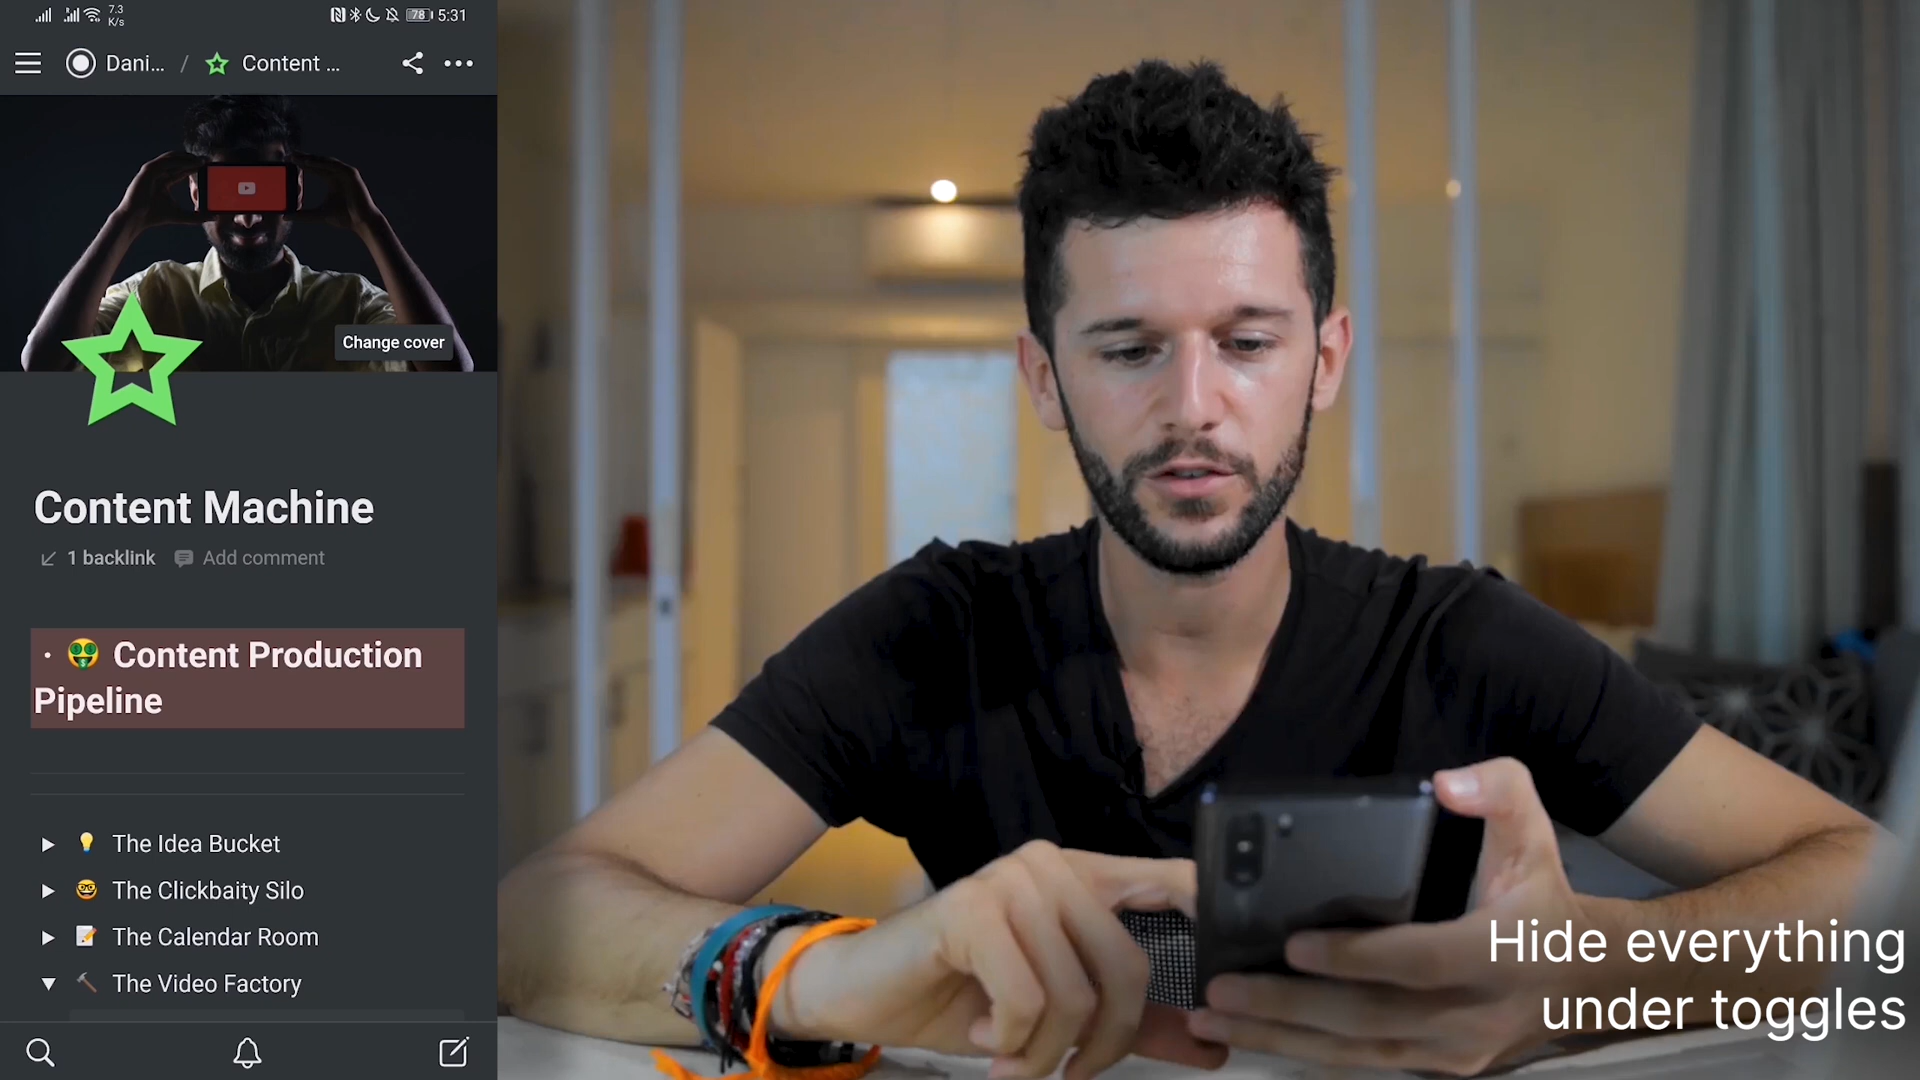 7.3
K/s
78
5:31
Dani... / Content ...
Change cover
Content Machine
1 backlink Add comment
· Content Production
Pipeline
The Idea Bucket
The Clickbaity Silo
The Calendar Room
The Video Factory
Hide everything
under toggles